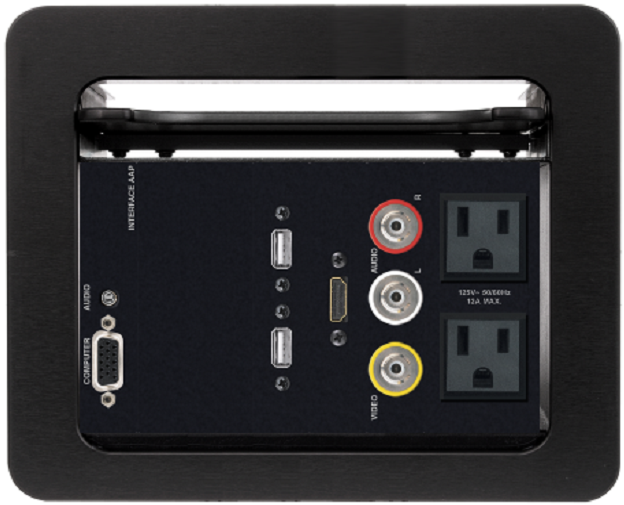 INTERFACE AAP
AUDIO
COMPUTER
R
AUDIO
L
VIDEO
125V~ 50/60Hz
12A MAX.